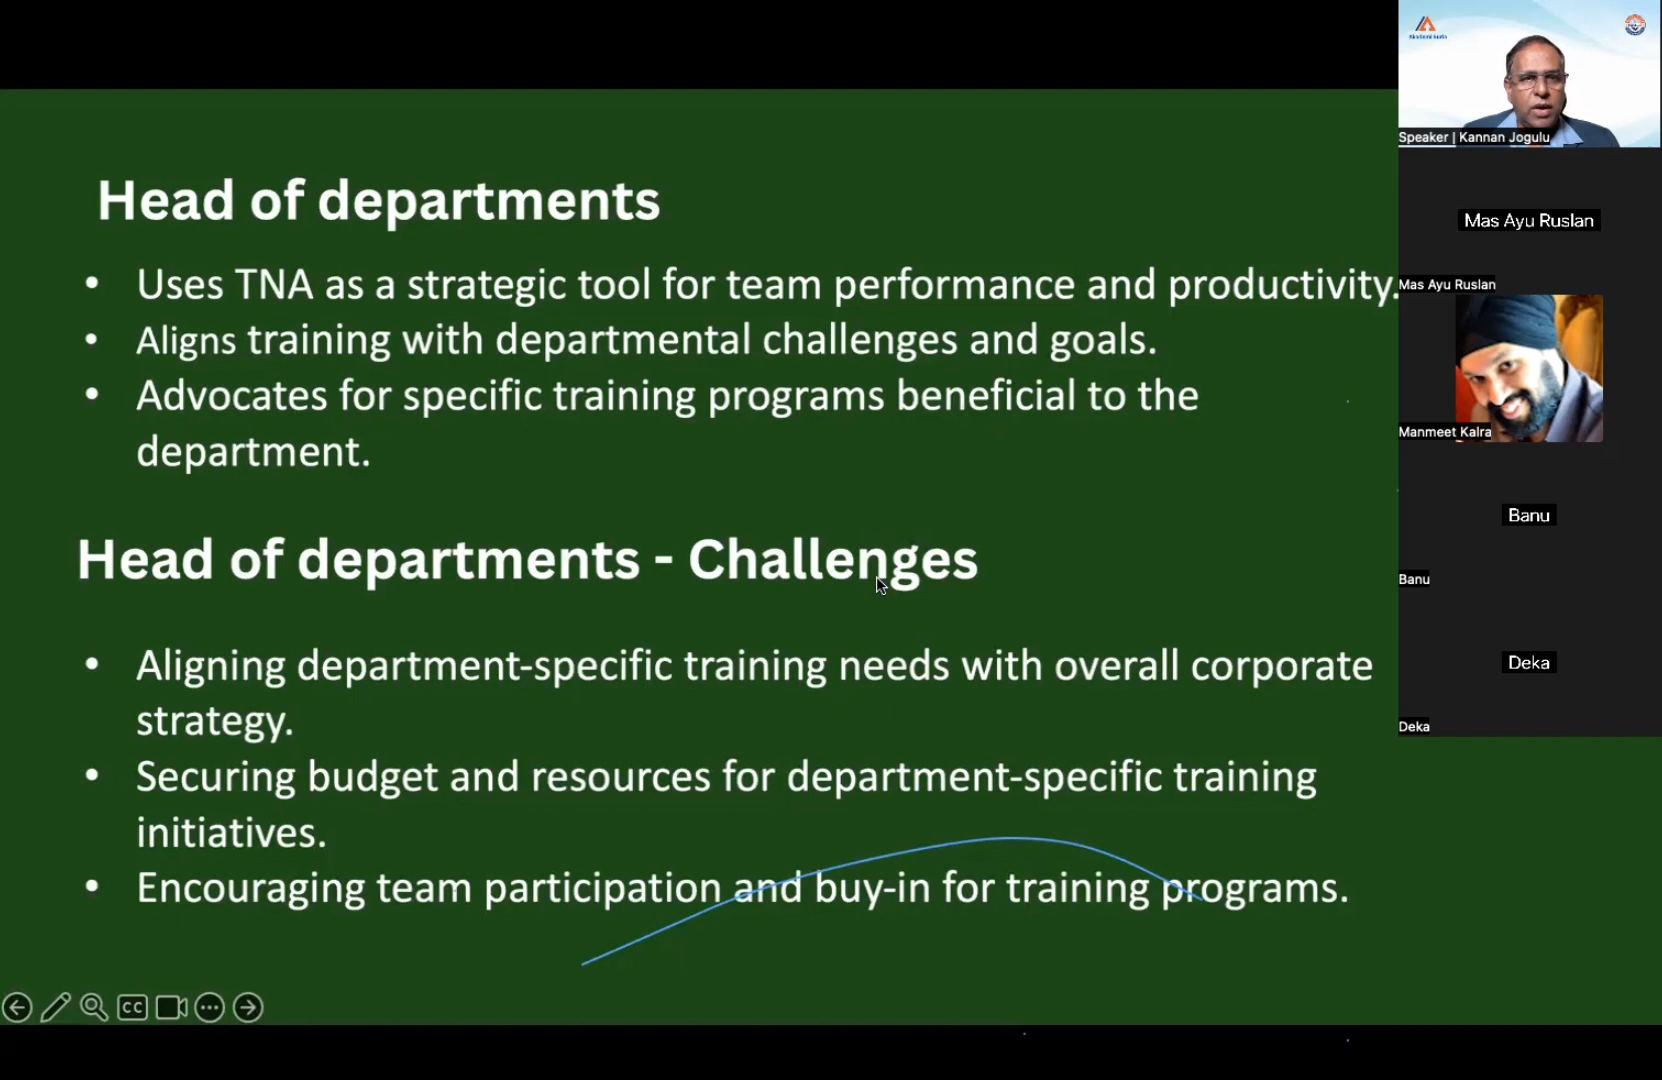 Head of departments
• Uses TNA as a strategic tool for team performance and productivity.
• Aligns training with departmental challenges and goals.
• Advocates for specific training programs beneficial to the
department.
Head of departments - Challenges
• Aligning department-specific training needs with overall corporate
strategy.
• Securing budget and resources for department-specific training
initiatives.
• Encouraging team participation and buy-in for training programs.
CC
Speaker | Kannan Jogulu
Mas Ayu Ruslan
Mas Ayu Ruslan
Manmeet Kalra
Banu
Banu
Deka
Deka